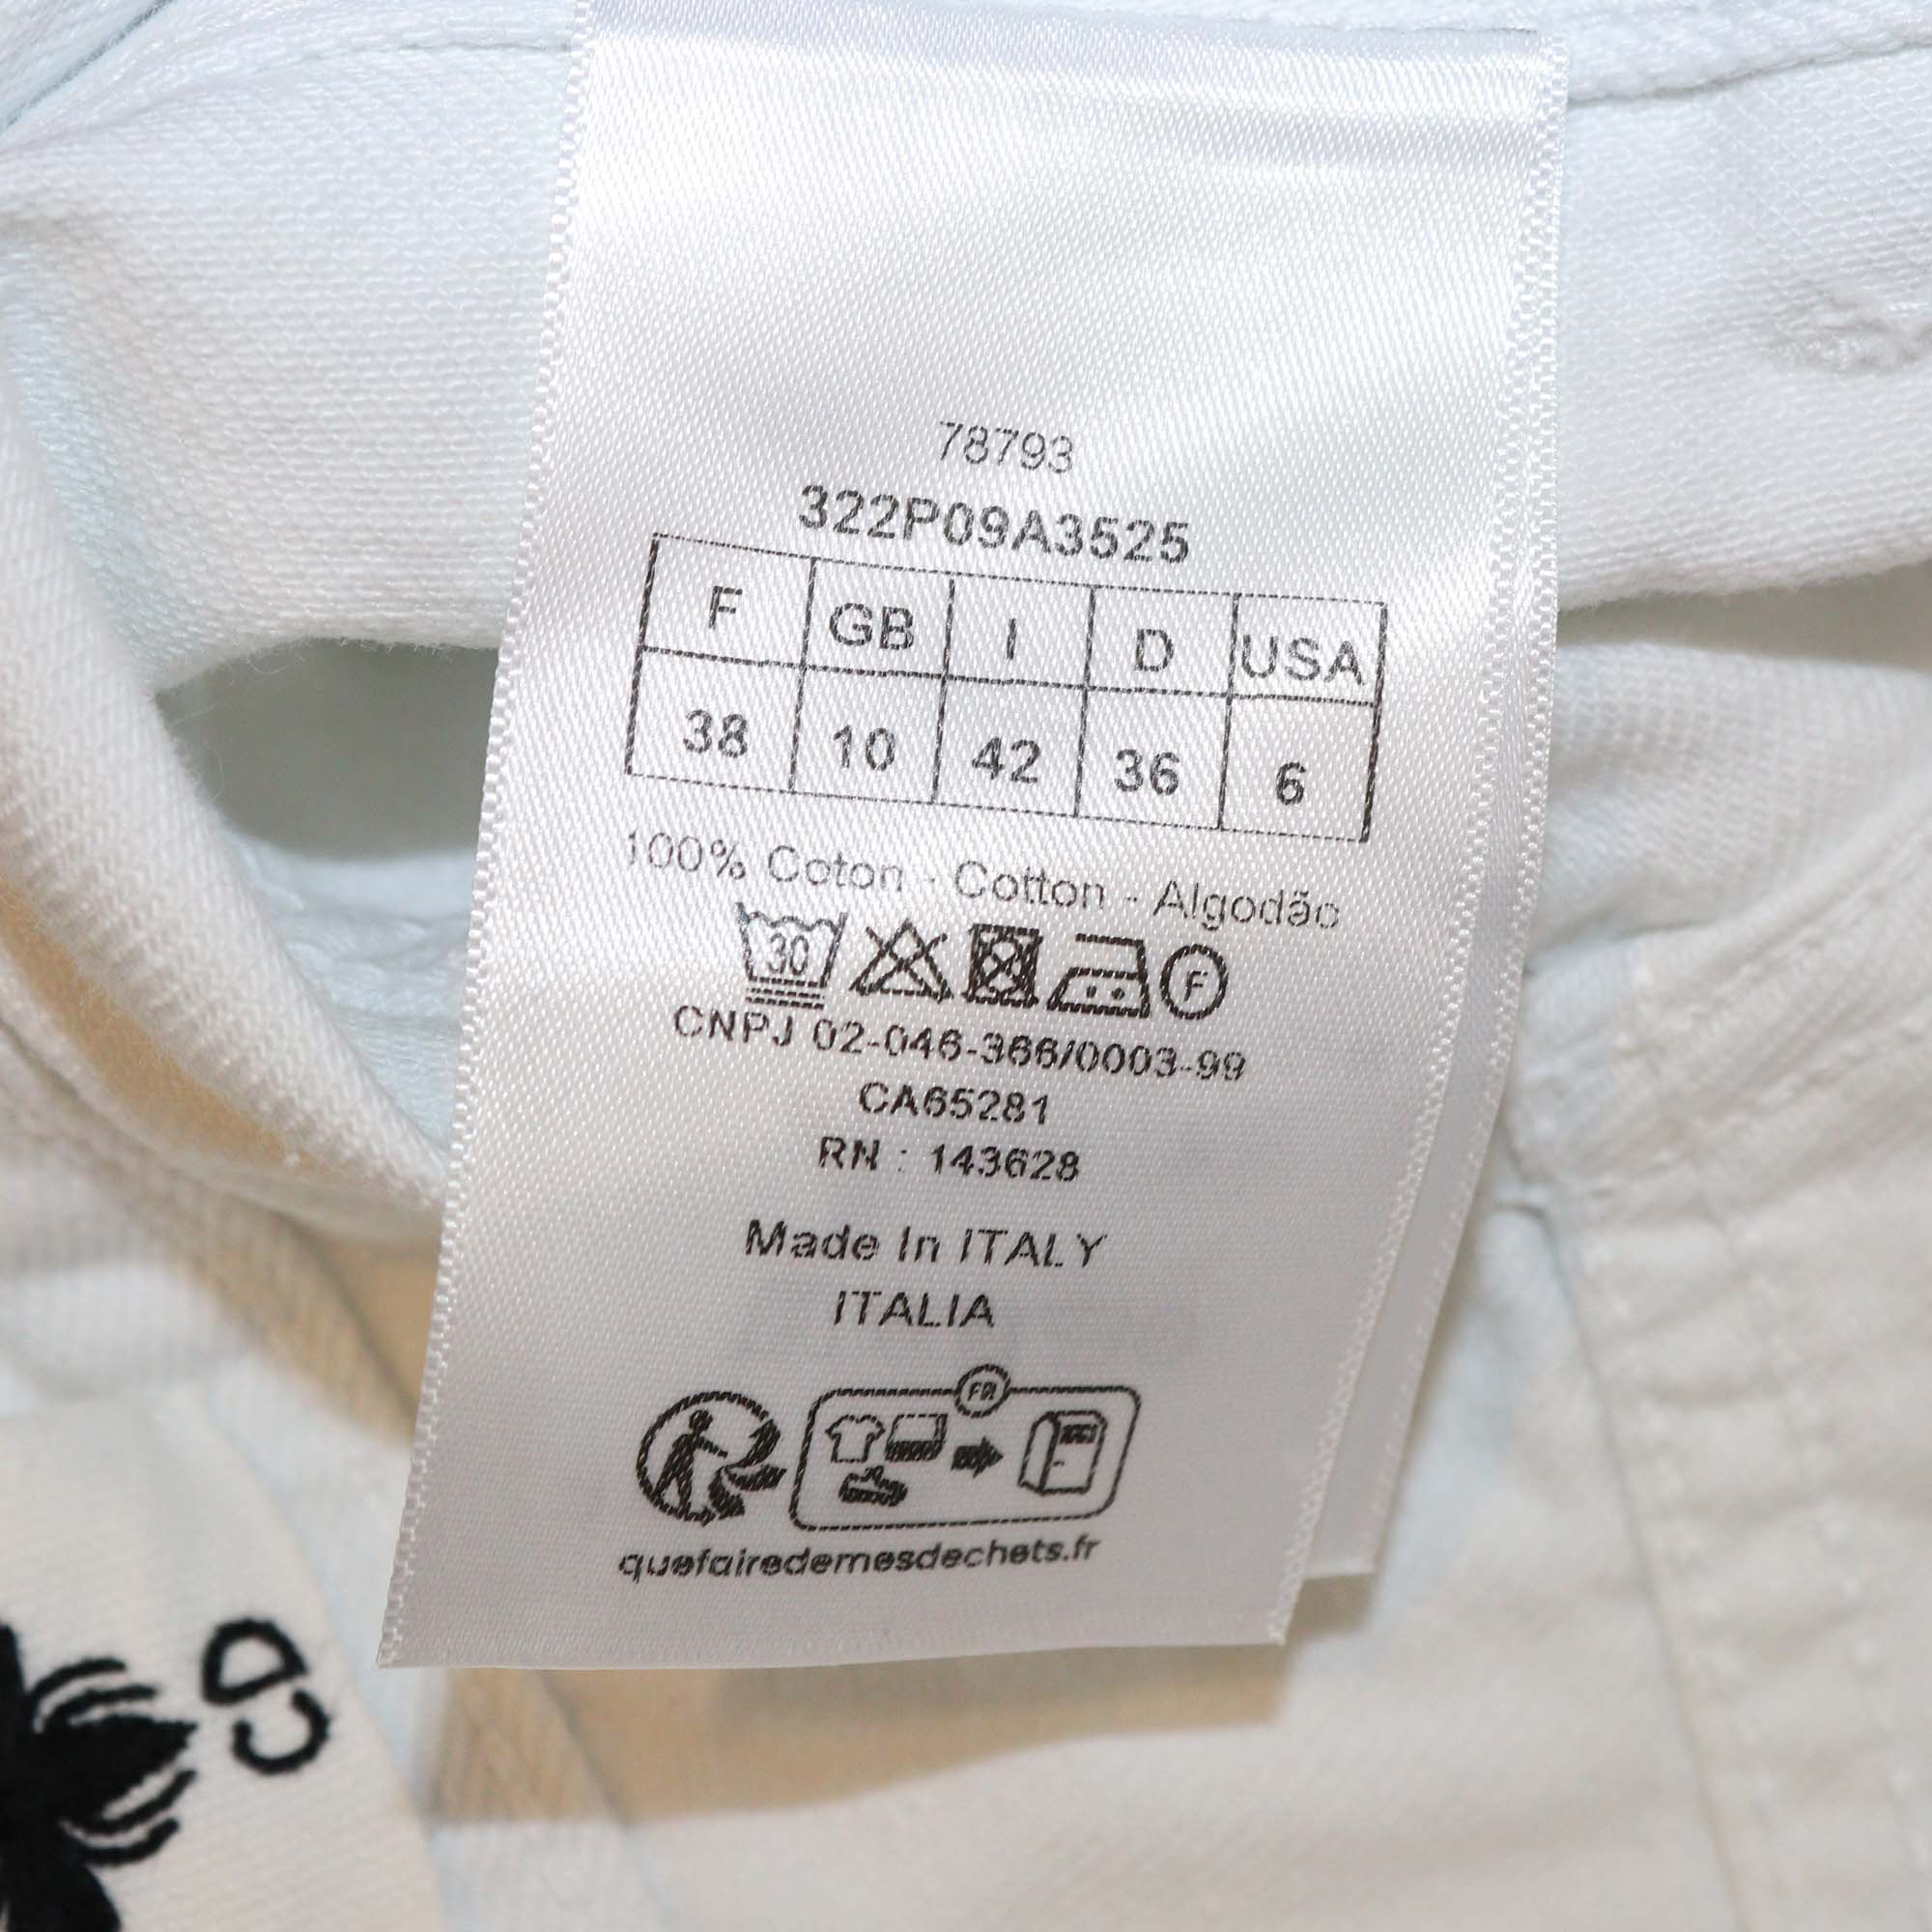 78793
322P09A3525
F GB I D USA
38 10 42 36 6
100% Coton - Cotton - Algodão
30 F
CNPJ 02-046-366/0003-99
CA65281
RN : 143628
Made In ITALY
ITALIA
FR
quefairedemesdechets.fr
CD